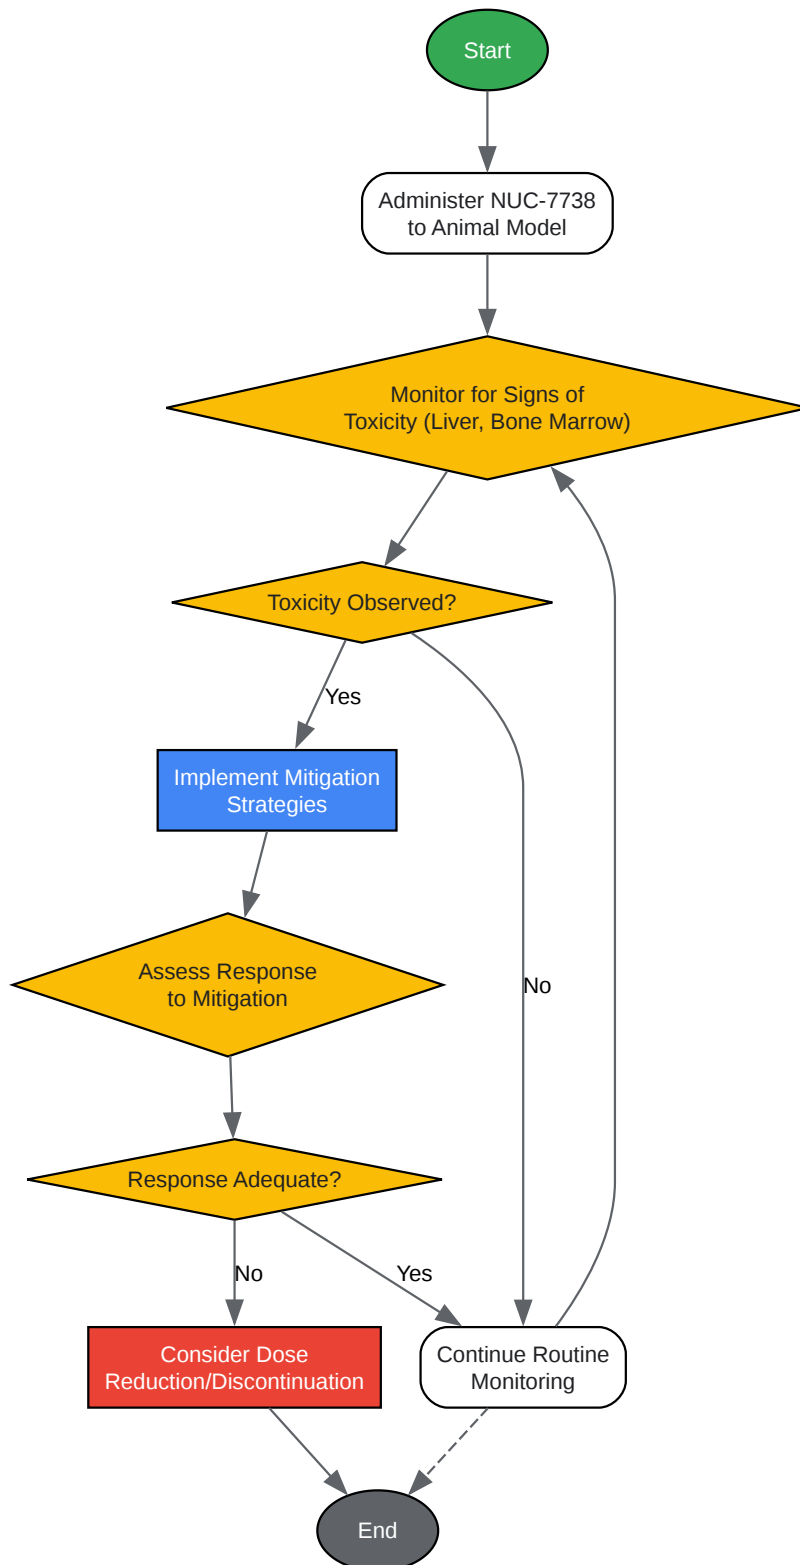 Start
Administer NUC-7738
to Animal Model
Monitor for Signs of
Toxicity (Liver, Bone Marrow)
Toxicity Observed?
Yes
Implement Mitigation
Strategies
Assess Response
to Mitigation
No
Response Adequate?
No
Yes
Consider Dose
Reduction/Discontinuation
Continue Routine
Monitoring
End